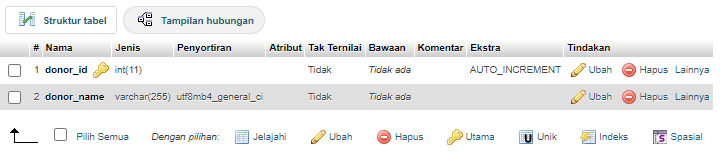 Struktur tabel Tampilan hubungan
# Nama Jenis Penyortiran Atribut Tak Ternilai Bawaan Komentar Ekstra Tindakan
1 donor_id int(11) Tidak Tidak ada AUTO_INCREMENT Ubah Hapus Lainnya
2 donor_name varchar(255) utf8mb4_general_ci Tidak Tidak ada Ubah Hapus Lainnya
Pilih Semua Dengan pilihan: Jelajahi Ubah Hapus Utama Unik Indeks Spasial